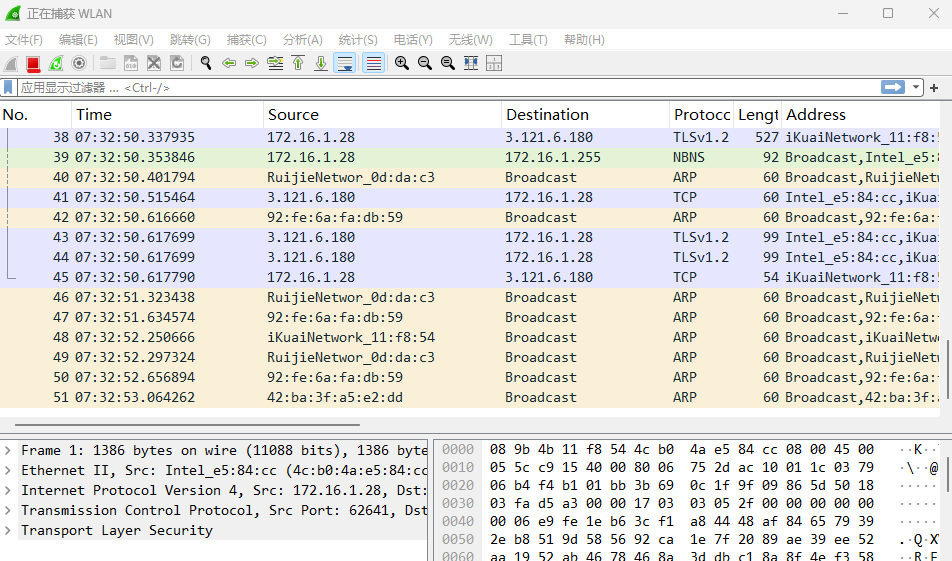 正在捕获 WLAN
文件(F) 编辑(E) 视图(V) 跳转(G) 捕获(C) 分析(A) 统计(S) 电话(Y) 无线(W) 工具(T) 帮助(H)
应用显示过滤器 … <Ctrl-/>
No. Time Source Destination Protocc Lengt Address
38 07:32:50.337935 172.16.1.28 3.121.6.180 TLSv1.2 527 iKuaiNetwork_11:f8:5
39 07:32:50.353846 172.16.1.28 172.16.1.255 NBNS 92 Broadcast,Intel_e5:8
40 07:32:50.401794 RuijieNetwor_0d:da:c3 Broadcast ARP 60 Broadcast,RuijieNetw
41 07:32:50.515464 3.121.6.180 172.16.1.28 TCP 60 Intel_e5:84:cc,iKuai
42 07:32:50.616660 92:fe:6a:fa:db:59 Broadcast ARP 60 Broadcast,92:fe:6a:f
43 07:32:50.617699 3.121.6.180 172.16.1.28 TLSv1.2 99 Intel_e5:84:cc,iKuai
44 07:32:50.617699 3.121.6.180 172.16.1.28 TLSv1.2 99 Intel_e5:84:cc,iKuai
45 07:32:50.617790 172.16.1.28 3.121.6.180 TCP 54 iKuaiNetwork_11:f8:5
46 07:32:51.323438 RuijieNetwor_0d:da:c3 Broadcast ARP 60 Broadcast,RuijieNetw
47 07:32:51.634574 92:fe:6a:fa:db:59 Broadcast ARP 60 Broadcast,92:fe:6a:f
48 07:32:52.250666 iKuaiNetwork_11:f8:54 Broadcast ARP 60 Broadcast,iKuaiNetwo
49 07:32:52.297324 RuijieNetwor_0d:da:c3 Broadcast ARP 60 Broadcast,RuijieNetw
50 07:32:52.656894 92:fe:6a:fa:db:59 Broadcast ARP 60 Broadcast,92:fe:6a:f
51 07:32:53.064262 42:ba:3f:a5:e2:dd Broadcast ARP 60 Broadcast,42:ba:3f:a
Frame 1: 1386 bytes on wire (11088 bits), 1386 byte
Ethernet II, Src: Intel_e5:84:cc (4c:b0:4a:e5:84:cc
Internet Protocol Version 4, Src: 172.16.1.28, Dst:
Transmission Control Protocol, Src Port: 62641, Dst
Transport Layer Security
0000 08 9b 4b 11 f8 54 4c b0 4a e5 84 cc 08 00 45 00 ··K··
0010 05 5c c9 15 40 00 80 06 75 2d ac 10 01 1c 03 79 ·\··@
0020 06 b4 f4 b1 01 bb 3b 69 0c 1f 9f 09 86 5d 50 18 ·····
0030 03 fa d5 a3 00 00 17 03 03 05 2f 00 00 00 00 00 ·····
0040 00 06 e9 fe 1e b6 3c f1 a8 44 48 af 84 65 79 39 ·····
0050 2e b8 51 9d 58 56 92 ca 1e 7f 20 89 ae 39 ee 52 .·Q·XV
0060 aa 19 52 ab 46 78 46 8a 3d db c1 8a 8f 4e f3 58 ··R·F